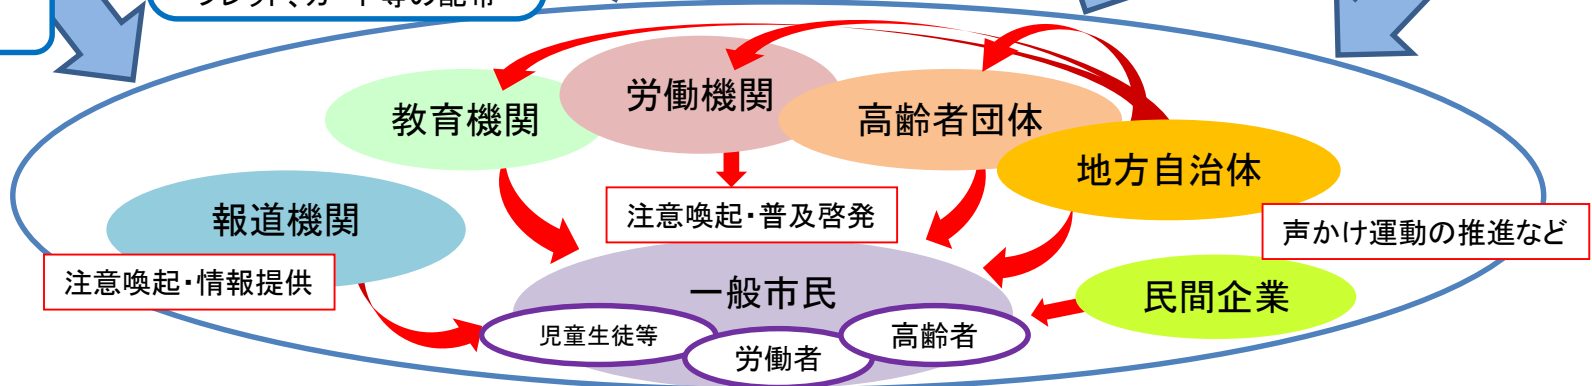 教育機関
労働機関
高齢者団体
地方自治体
報道機関
注意喚起・普及啓発
声かけ運動の推進など
注意喚起・情報提供
一般市民
民間企業
児童生徒等
労働者
高齢者